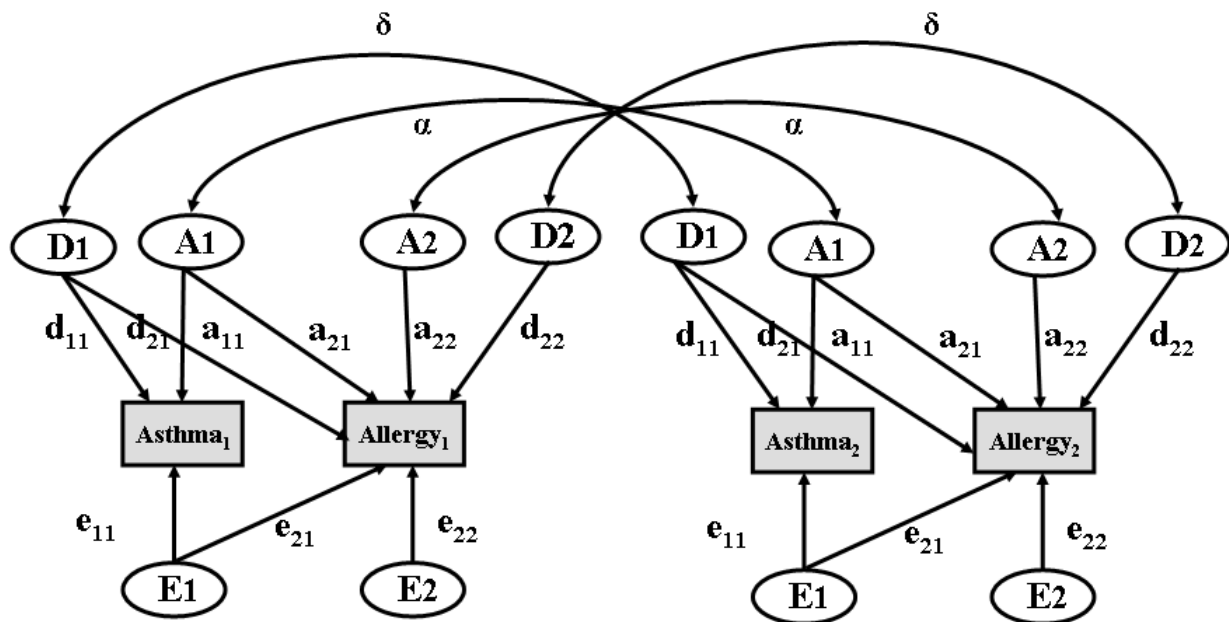 δ δ
α α
D1 A1 A2 D2 D1 A1 A2 D2
d₁₁ d₂₁ a₁₁ a₂₁ a₂₂ d₂₂ d₁₁ d₂₁ a₁₁ a₂₁ a₂₂ d₂₂
Asthma₁ Allergy₁ Asthma₂ Allergy₂
e₁₁ e₂₁ e₂₂ e₁₁ e₂₁ e₂₂
E1 E2 E1 E2